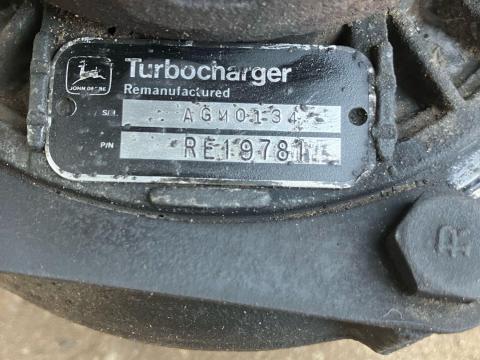 Turbocharger
JOHN DEERE
Remanufactured
S/N AGM0134
P/N RE19781